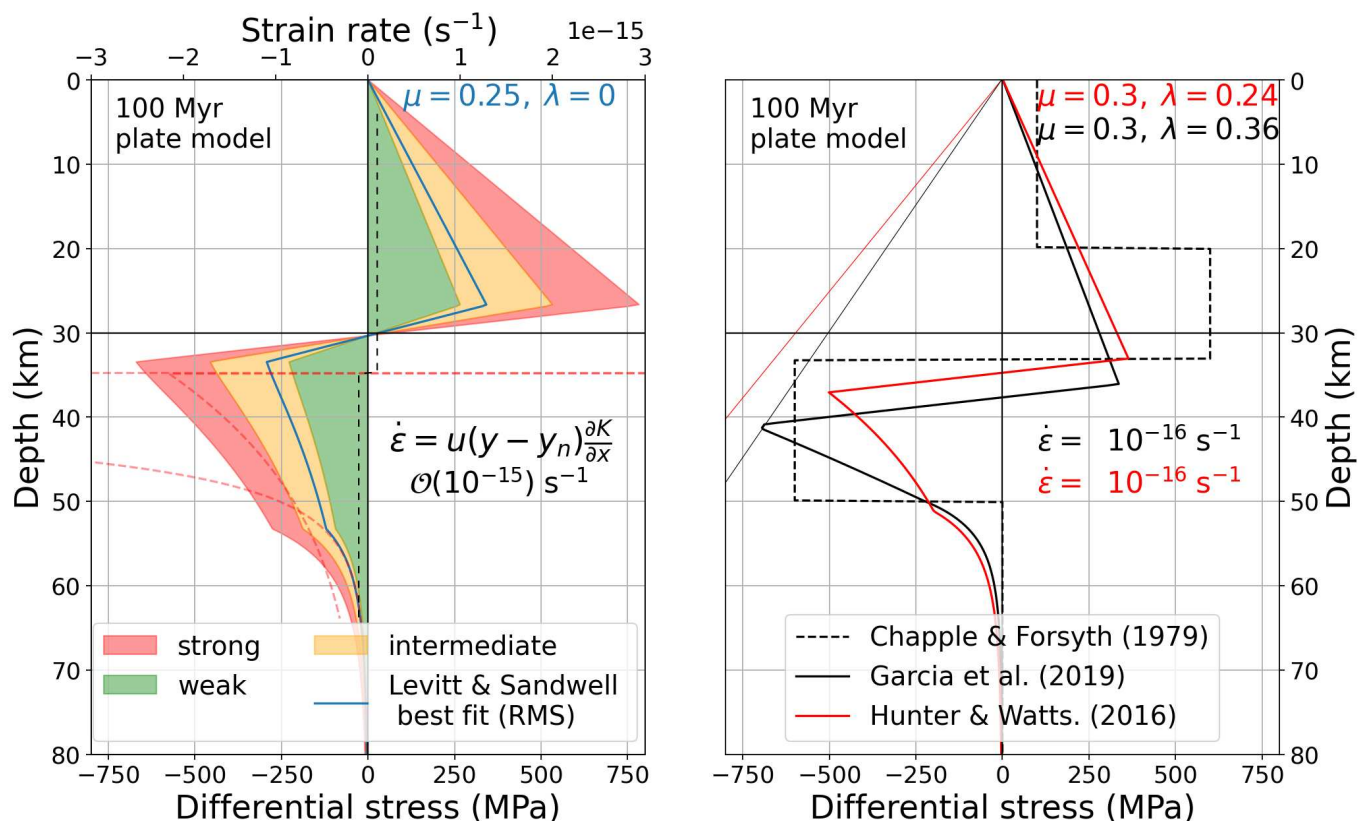 Strain rate (s⁻¹)
1e−15
−3 −2 −1 0 1 2 3
100 Myr
plate model
μ = 0.25, λ = 0
0
10
20
30
40
50
60
70
80
Depth (km)
ε̇ = u(y − yₙ)∂K/∂x
𝒪(10⁻¹⁵) s⁻¹
strong
weak
intermediate
Levitt & Sandwell
best fit (RMS)
−750 −500 −250 0 250 500 750
Differential stress (MPa)
100 Myr
plate model
μ = 0.3, λ = 0.24
μ = 0.3, λ = 0.36
0
10
20
30
40
50
60
70
80
Depth (km)
ε̇ = 10⁻¹⁶ s⁻¹
ε̇ = 10⁻¹⁶ s⁻¹
Chapple & Forsyth (1979)
Garcia et al. (2019)
Hunter & Watts. (2016)
−750 −500 −250 0 250 500 750
Differential stress (MPa)